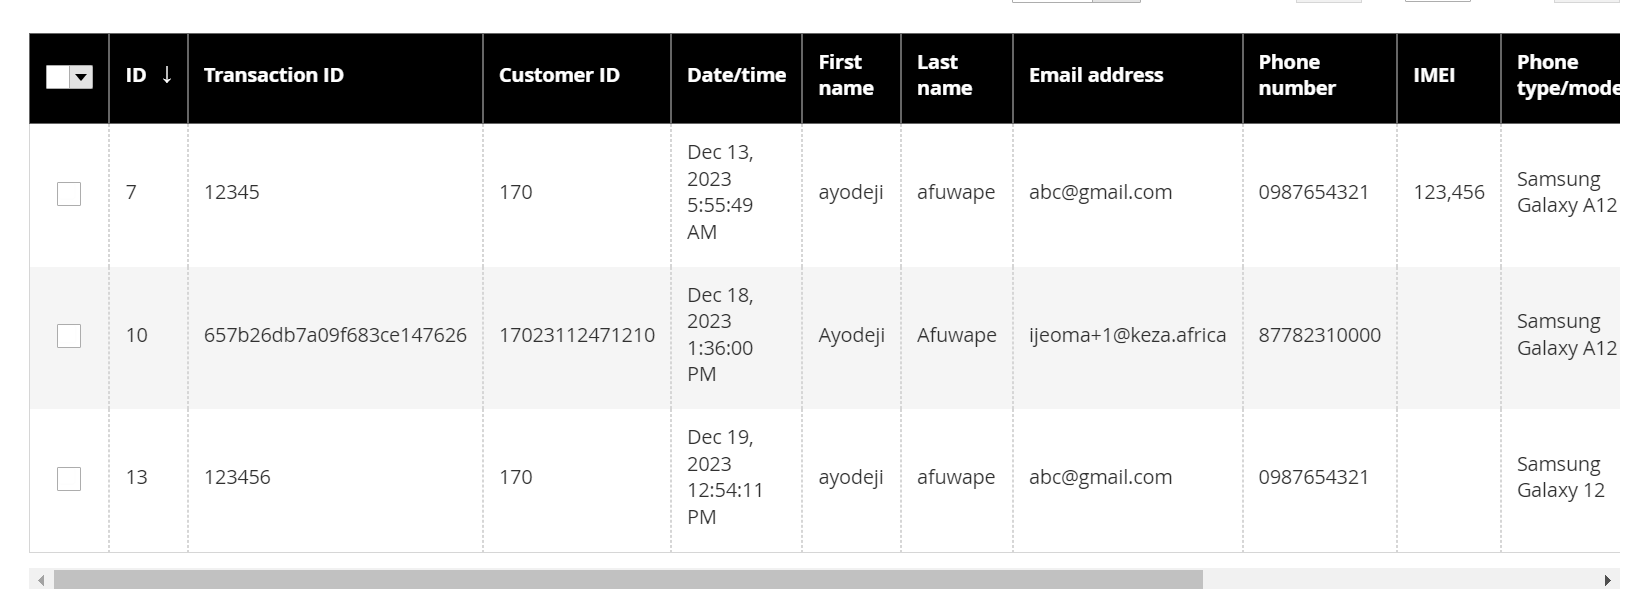 ID ↓ Transaction ID Customer ID Date/time First name Last name Email address Phone number IMEI Phone type/mode
7 12345 170 Dec 13, 2023 5:55:49 AM ayodeji afuwape abc@gmail.com 0987654321 123,456 Samsung Galaxy A12
10 657b26db7a09f683ce147626 17023112471210 Dec 18, 2023 1:36:00 PM Ayodeji Afuwape ijeoma+1@keza.africa 87782310000 Samsung Galaxy A12
13 123456 170 Dec 19, 2023 12:54:11 PM ayodeji afuwape abc@gmail.com 0987654321 Samsung Galaxy 12